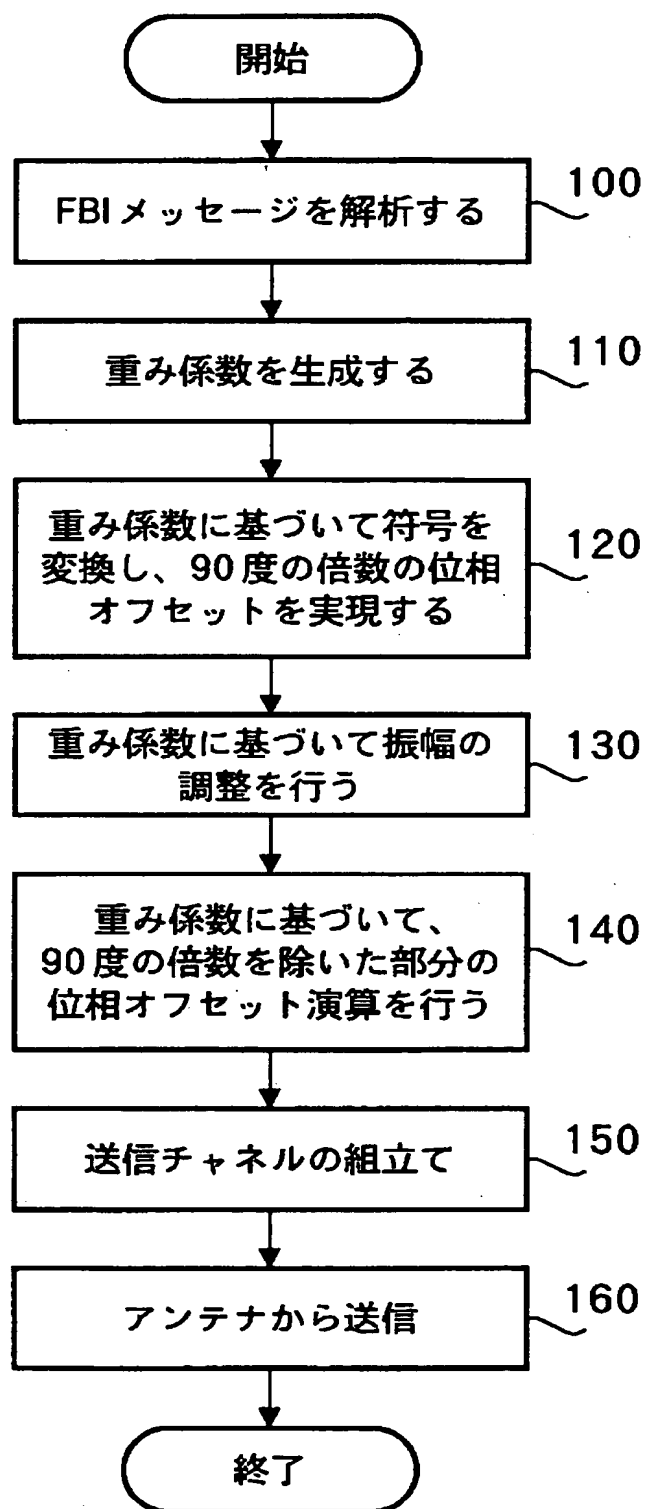 開始
FBIメッセージを解析する
100
重み係数を生成する
110
重み係数に基づいて符号を
変換し、90度の倍数の位相
オフセットを実現する
120
重み係数に基づいて振幅の
調整を行う
130
重み係数に基づいて、
90度の倍数を除いた部分の
位相オフセット演算を行う
140
送信チャネルの組立て
150
アンテナから送信
160
終了